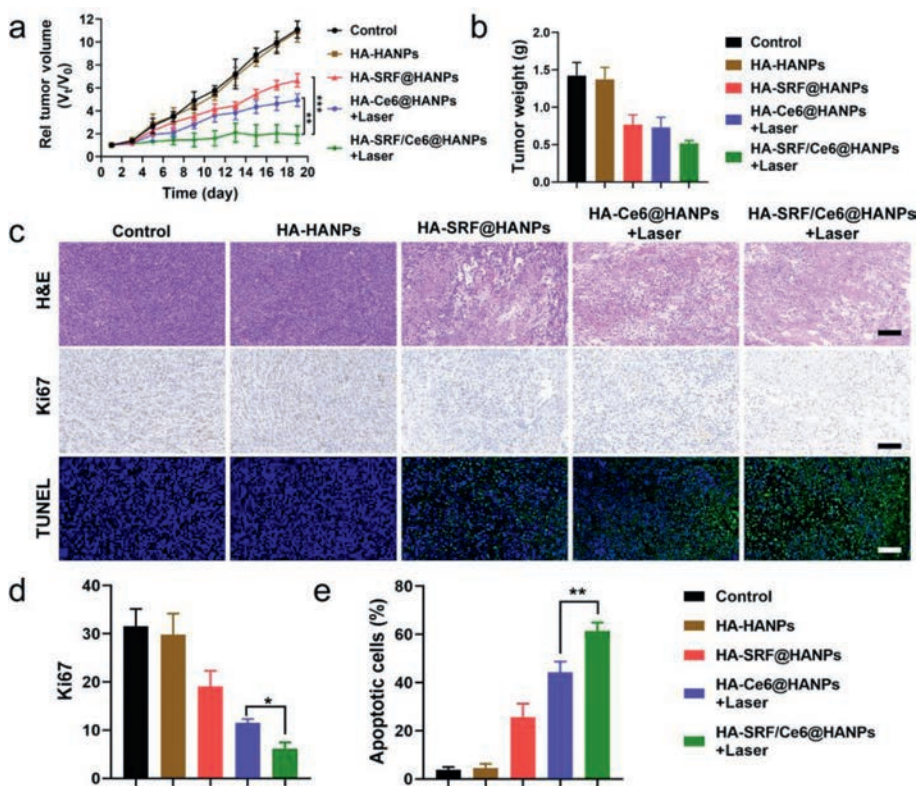 a
Rel tumor volume
(Vt/V0)
12
10
8
6
4
2
0
0 2 4 6 8 10 12 14 16 18 20
Time (day)
Control
HA-HANPs
HA-SRF@HANPs
HA-Ce6@HANPs
+Laser
HA-SRF/Ce6@HANPs
+Laser
**
***
b
Tumor weight (g)
2.0
1.5
1.0
0.5
0.0
Control
HA-HANPs
HA-SRF@HANPs
HA-Ce6@HANPs
+Laser
HA-SRF/Ce6@HANPs
+Laser
c
Control
HA-HANPs
HA-SRF@HANPs
HA-Ce6@HANPs
+Laser
HA-SRF/Ce6@HANPs
+Laser
H&E
Ki67
TUNEL
d
Ki67
40
30
20
10
0
*
e
Apoptotic cells (%)
80
60
40
20
0
**
Control
HA-HANPs
HA-SRF@HANPs
HA-Ce6@HANPs
+Laser
HA-SRF/Ce6@HANPs
+Laser